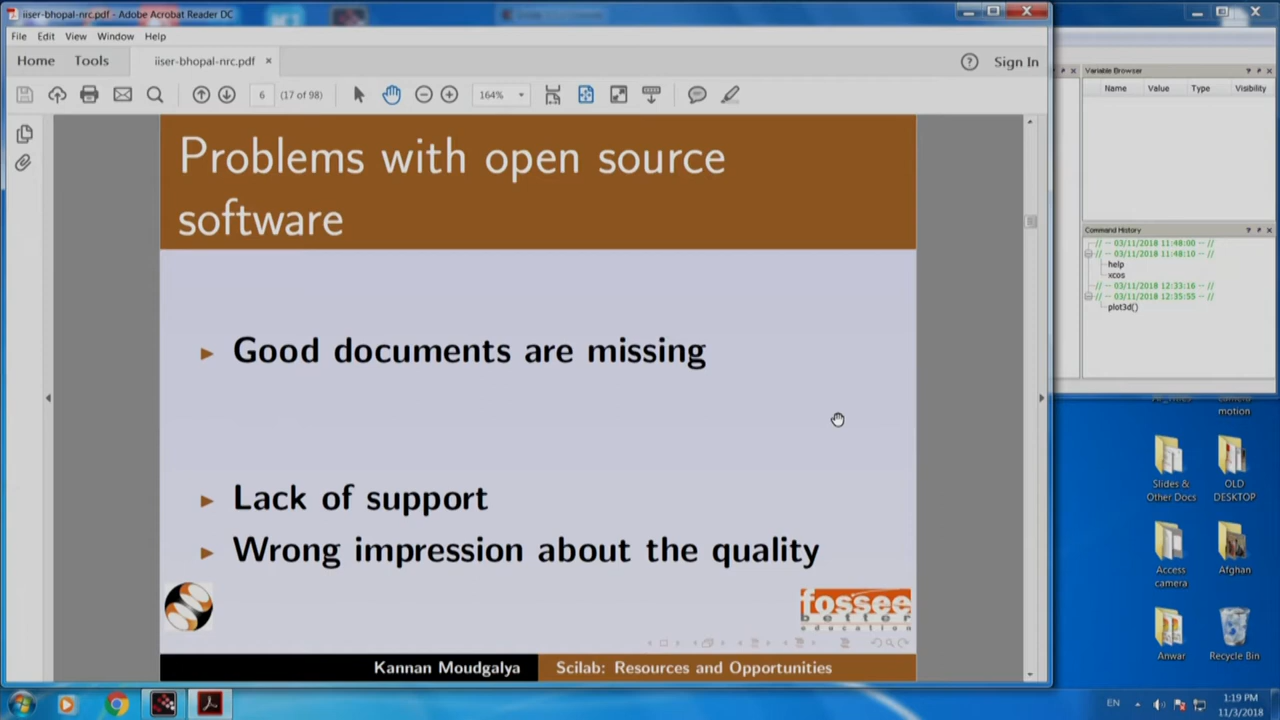 iiser-bhopal-nrc.pdf - Adobe Acrobat Reader DC
File Edit View Window Help
Home Tools iiser-bhopal-nrc.pdf × Sign In
6 (17 of 98) 164%
Problems with open source
software
Good documents are missing
Lack of support
Wrong impression about the quality
fossee
better
education
Kannan Moudgalya Scilab: Resources and Opportunities
Variable Browser
Name Value Type Visibility
Command History
// -- 03/11/2018 11:48:00 -- //
// -- 03/11/2018 11:48:10 -- //
help
xcos
// -- 03/11/2018 12:33:16 -- //
// -- 03/11/2018 12:35:55 -- //
plot3d()
motion
Slides &
Other Docs
OLD
DESKTOP
Access
camera
Afghan
Anwar
Recycle Bin
EN
1:19 PM
11/3/2018